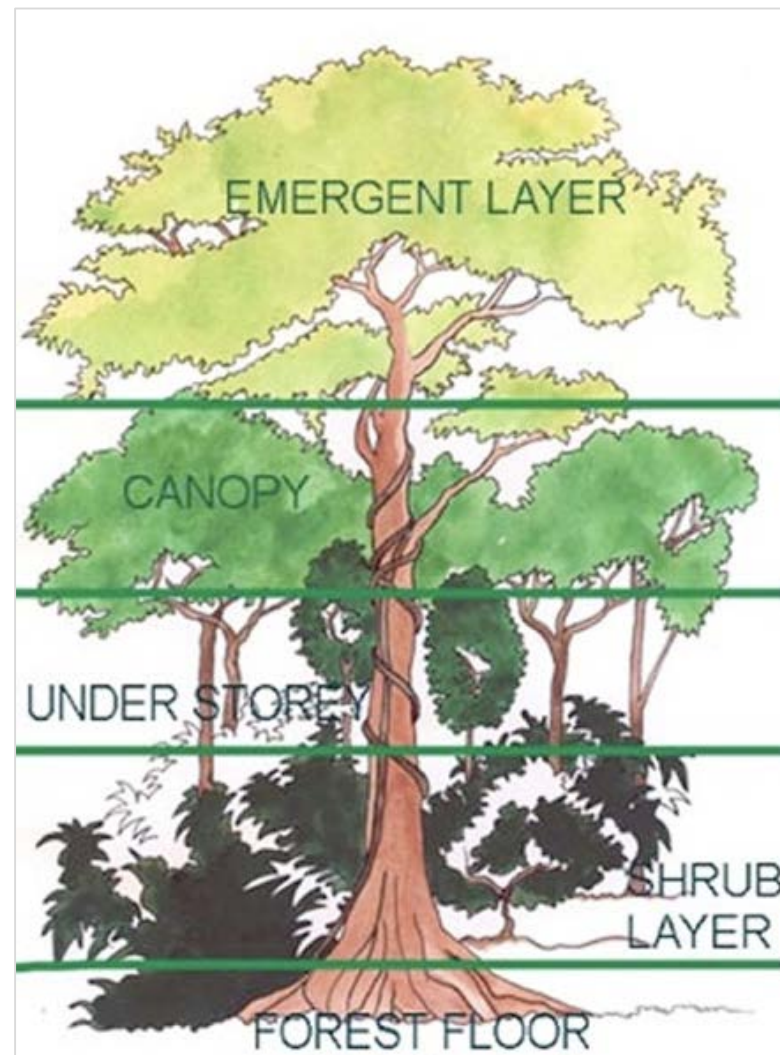 EMERGENT LAYER
CANOPY
UNDER STOREY
SHRUB
LAYER
FOREST FLOOR